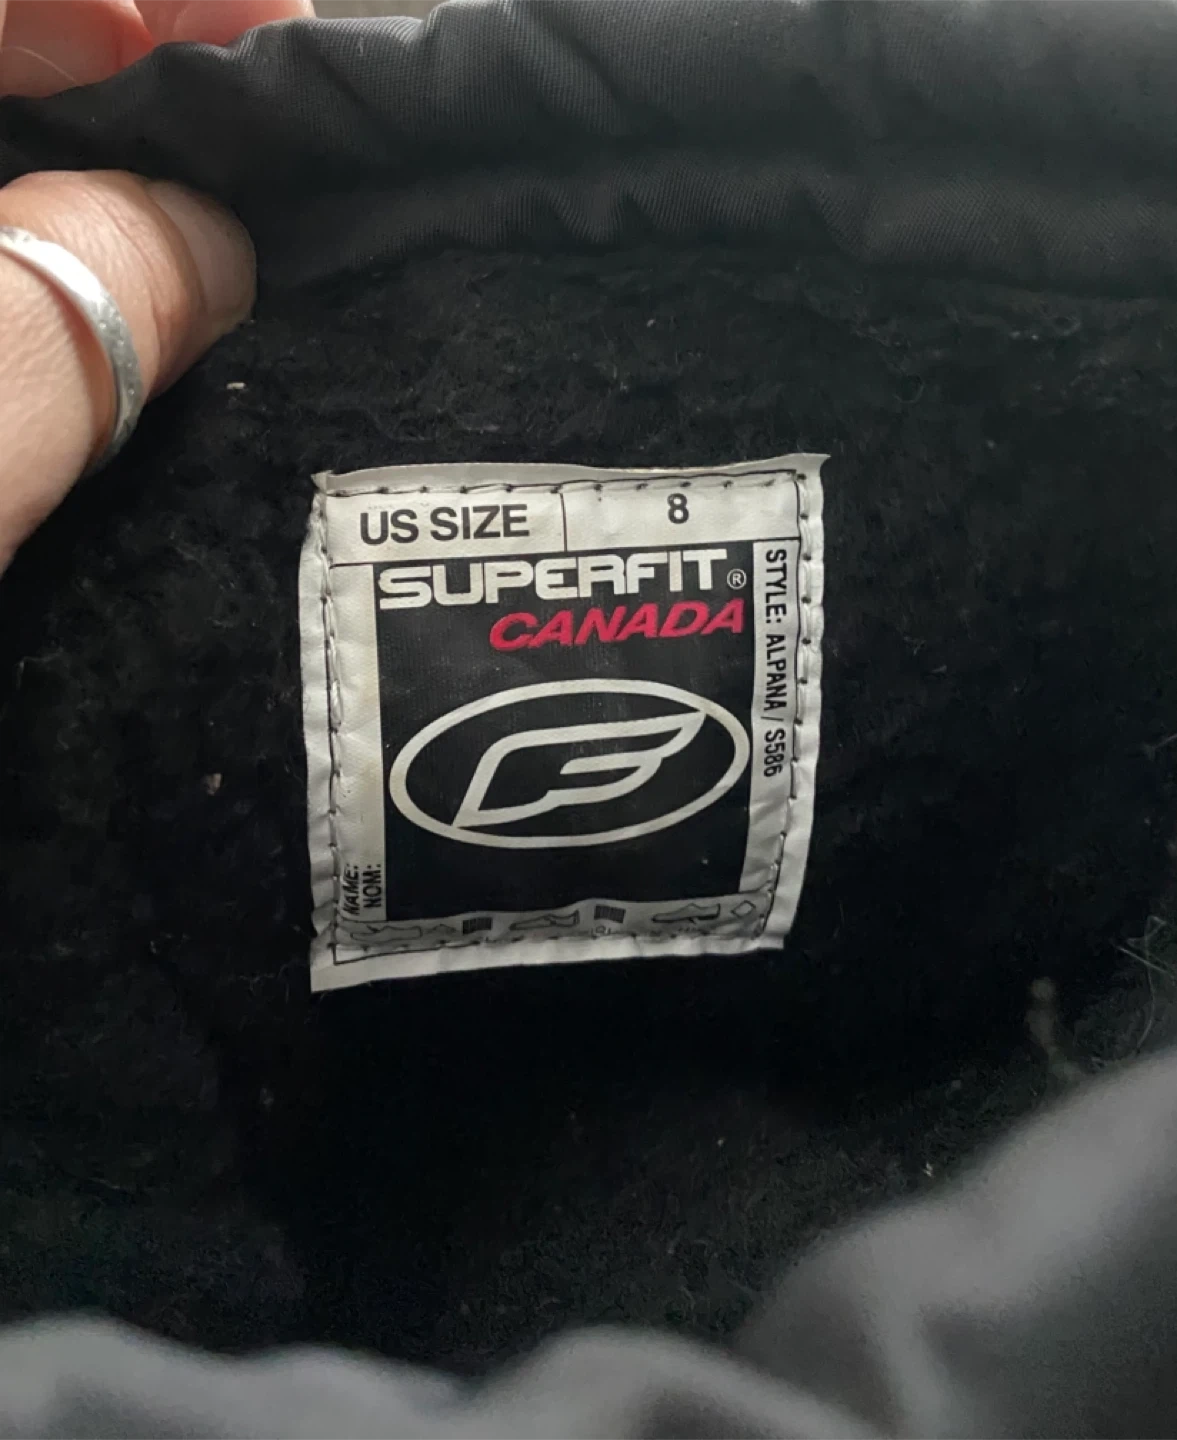 US SIZE 8
SUPERFIT®
CANADA
STYLE: ALPANA / S586
NAME:
NOM: